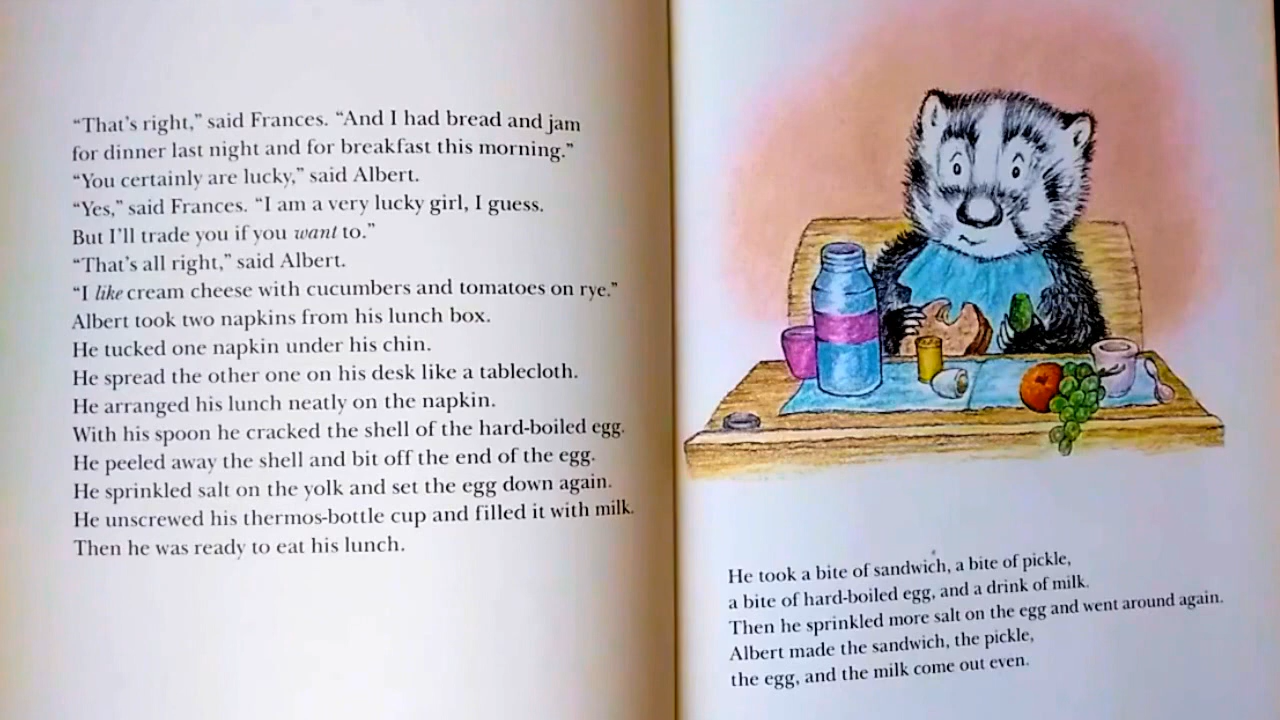 “That’s right,” said Frances. “And I had bread and jam
for dinner last night and for breakfast this morning.”
“You certainly are lucky,” said Albert.
“Yes,” said Frances. “I am a very lucky girl, I guess.
But I’ll trade you if you want to.”
“That’s all right,” said Albert.
“I like cream cheese with cucumbers and tomatoes on rye.”
Albert took two napkins from his lunch box.
He tucked one napkin under his chin.
He spread the other one on his desk like a tablecloth.
He arranged his lunch neatly on the napkin.
With his spoon he cracked the shell of the hard-boiled egg.
He peeled away the shell and bit off the end of the egg.
He sprinkled salt on the yolk and set the egg down again.
He unscrewed his thermos-bottle cup and filled it with milk.
Then he was ready to eat his lunch.
He took a bite of sandwich, a bite of pickle,
a bite of hard-boiled egg, and a drink of milk.
Then he sprinkled more salt on the egg and went around again.
Albert made the sandwich, the pickle,
the egg, and the milk come out even.